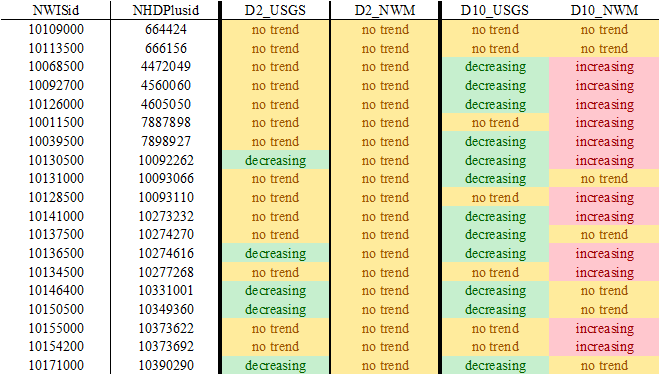 NWISid NHDPlusid D2_USGS D2_NWM D10_USGS D10_NWM
10109000 664424 no trend no trend no trend no trend
10113500 666156 no trend no trend no trend no trend
10068500 4472049 no trend no trend decreasing increasing
10092700 4560060 no trend no trend decreasing increasing
10126000 4605050 no trend no trend decreasing increasing
10011500 7887898 no trend no trend no trend increasing
10039500 7898927 no trend no trend decreasing increasing
10130500 10092262 decreasing no trend decreasing increasing
10131000 10093066 no trend no trend decreasing no trend
10128500 10093110 no trend no trend no trend increasing
10141000 10273232 no trend no trend decreasing increasing
10137500 10274270 no trend no trend decreasing no trend
10136500 10274616 decreasing no trend decreasing increasing
10134500 10277268 no trend no trend no trend increasing
10146400 10331001 decreasing no trend decreasing no trend
10150500 10349360 decreasing no trend decreasing no trend
10155000 10373622 no trend no trend no trend increasing
10154200 10373692 no trend no trend no trend increasing
10171000 10390290 decreasing no trend decreasing no trend